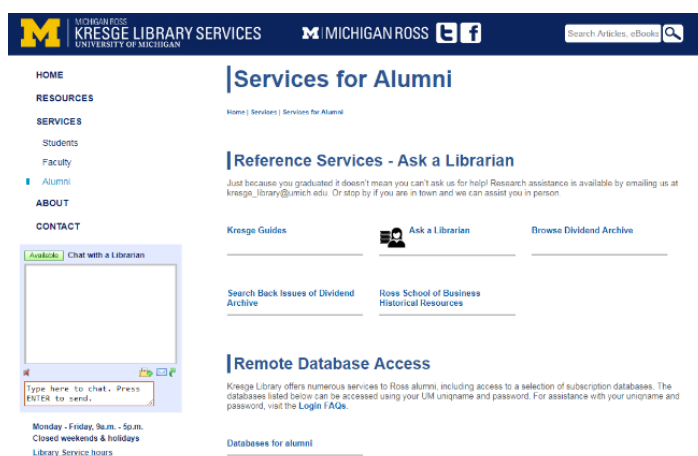 MICHIGAN ROSS
KRESGE LIBRARY SERVICES
UNIVERSITY OF MICHIGAN
M MICHIGAN ROSS
Search Articles, eBooks
HOME
RESOURCES
SERVICES
Students
Faculty
Alumni
ABOUT
CONTACT
Available Chat with a Librarian
Type here to chat. Press
ENTER to send.
Monday - Friday, 9a.m. - 5p.m.
Closed weekends & holidays
Library Service hours
Services for Alumni
Home | Services | Services for Alumni
Reference Services - Ask a Librarian
Just because you graduated it doesn't mean you can't ask us for help! Research assistance is available by emailing us at
kresge_library@umich.edu. Or stop by if you are in town and we can assist you in person.
Kresge Guides
Ask a Librarian
Browse Dividend Archive
Search Back Issues of Dividend
Archive
Ross School of Business
Historical Resources
Remote Database Access
Kresge Library offers numerous services to Ross alumni, including access to a selection of subscription databases. The
databases listed below can be accessed using your UM uniqname and password. For assistance with your uniqname and
password, visit the Login FAQs.
Databases for alumni